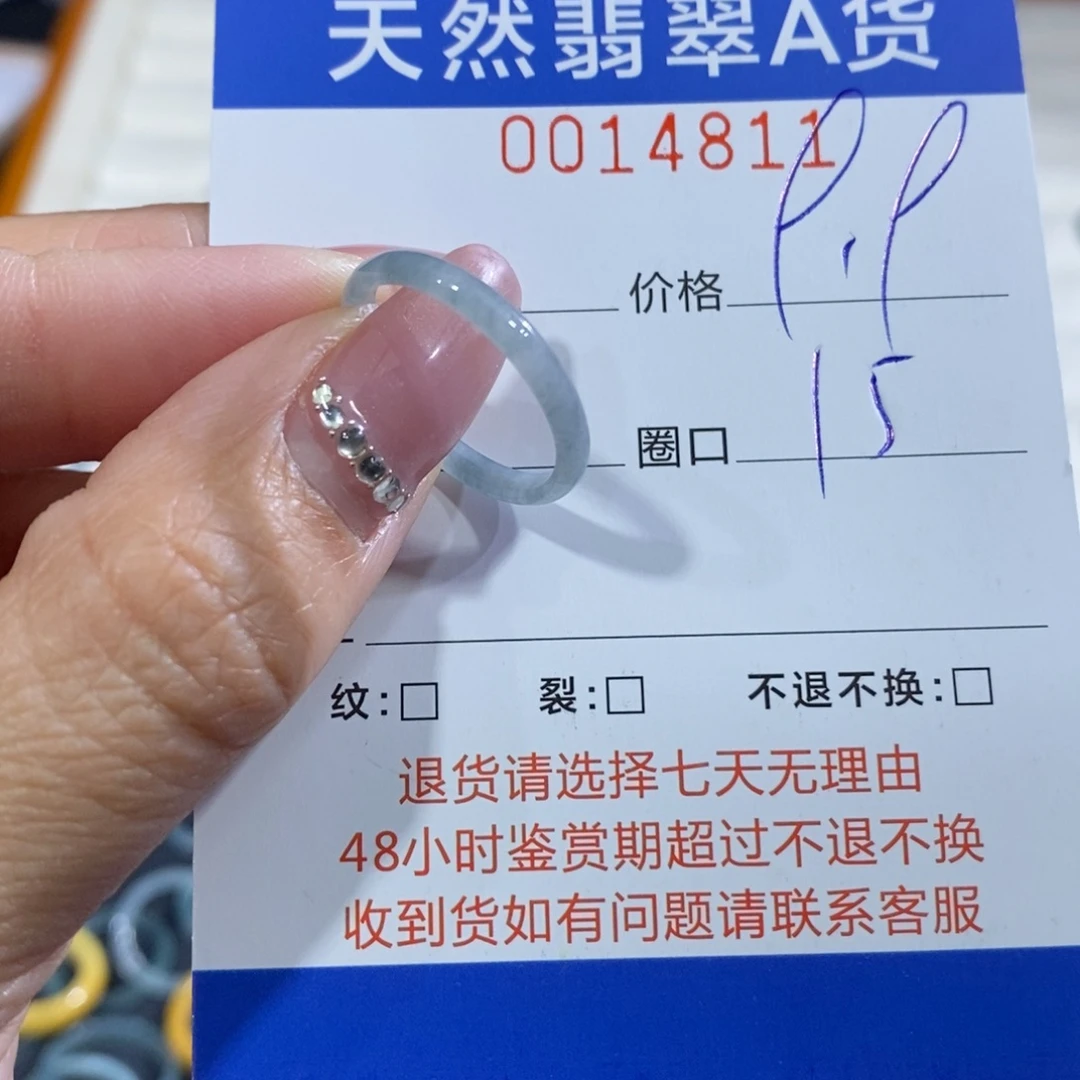 天然翡翠A货
0014811
价格 9.9
圈口 15
纹:□ 裂:□ 不退不换:□
退货请选择七天无理由
48小时鉴赏期超过不退不换
收到货如有问题请联系客服